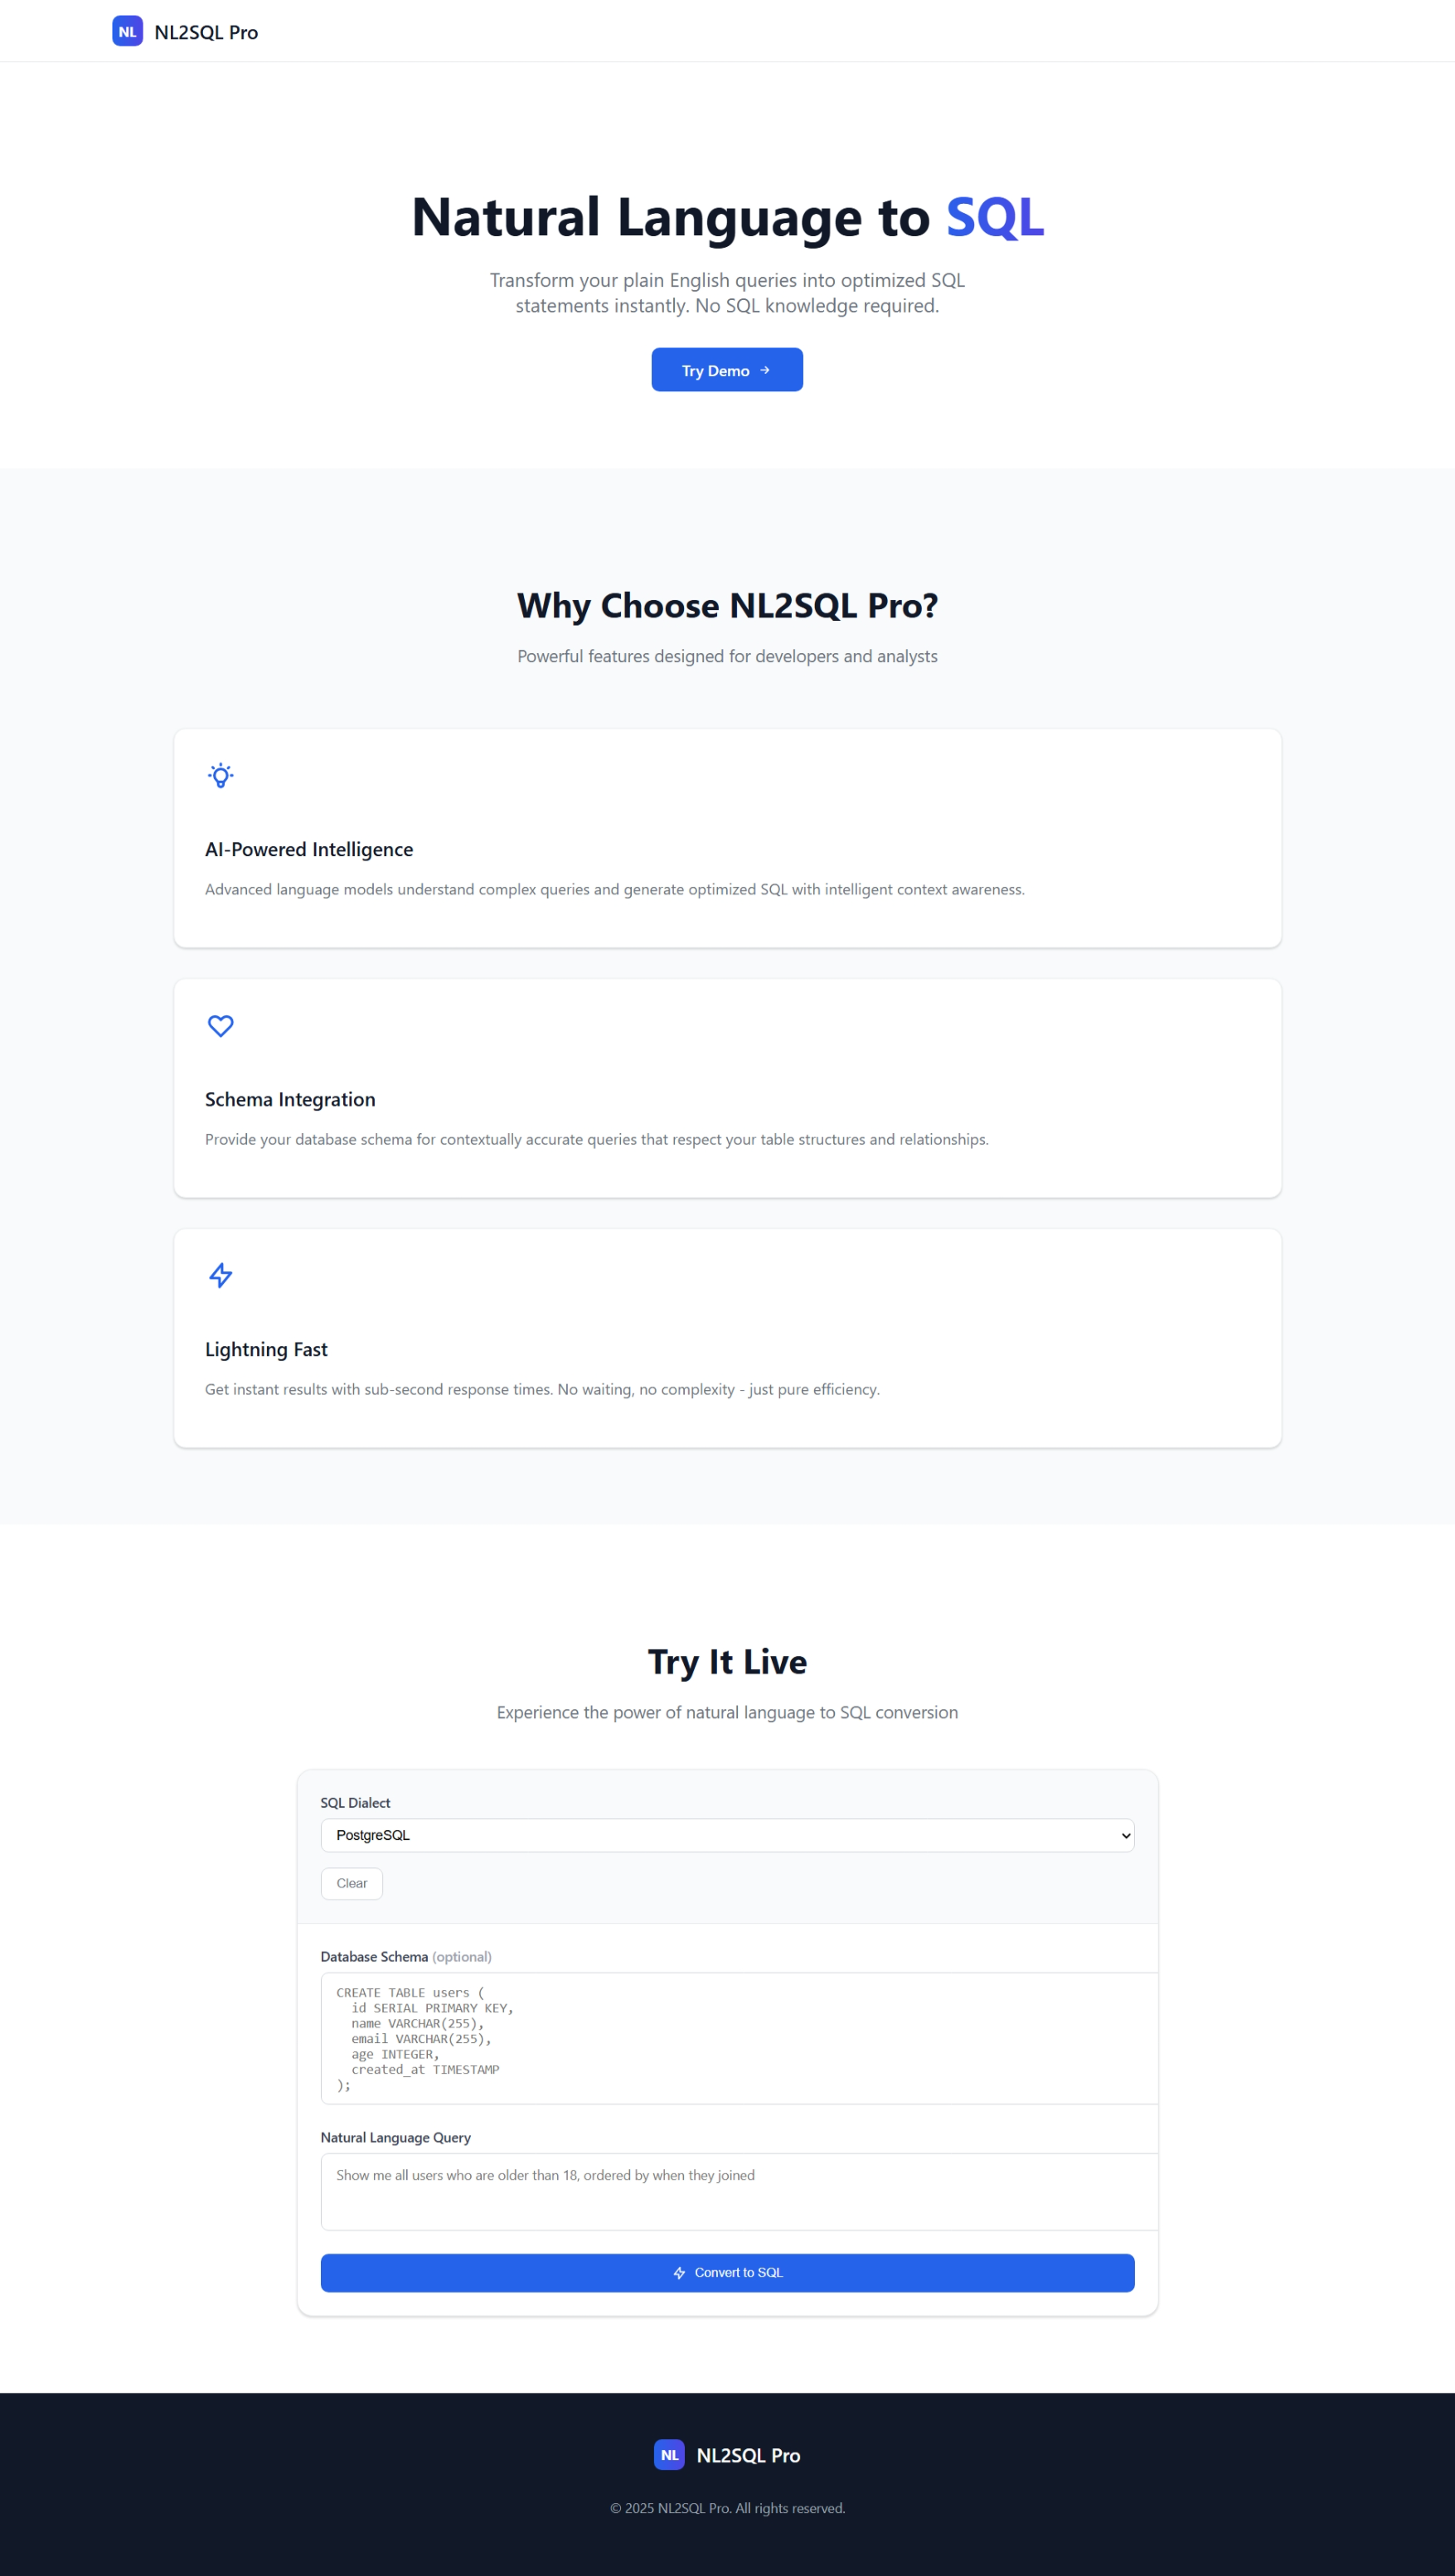 NL NL2SQL Pro
Natural Language to SQL
Transform your plain English queries into optimized SQL
statements instantly. No SQL knowledge required.
Try Demo →
Why Choose NL2SQL Pro?
Powerful features designed for developers and analysts
AI-Powered Intelligence
Advanced language models understand complex queries and generate optimized SQL with intelligent context awareness.
Schema Integration
Provide your database schema for contextually accurate queries that respect your table structures and relationships.
Lightning Fast
Get instant results with sub-second response times. No waiting, no complexity - just pure efficiency.
Try It Live
Experience the power of natural language to SQL conversion
SQL Dialect
PostgreSQL
Clear
Database Schema (optional)
CREATE TABLE users (
  id SERIAL PRIMARY KEY,
  name VARCHAR(255),
  email VARCHAR(255),
  age INTEGER,
  created_at TIMESTAMP
);
Natural Language Query
Show me all users who are older than 18, ordered by when they joined
Convert to SQL
NL NL2SQL Pro
© 2025 NL2SQL Pro. All rights reserved.